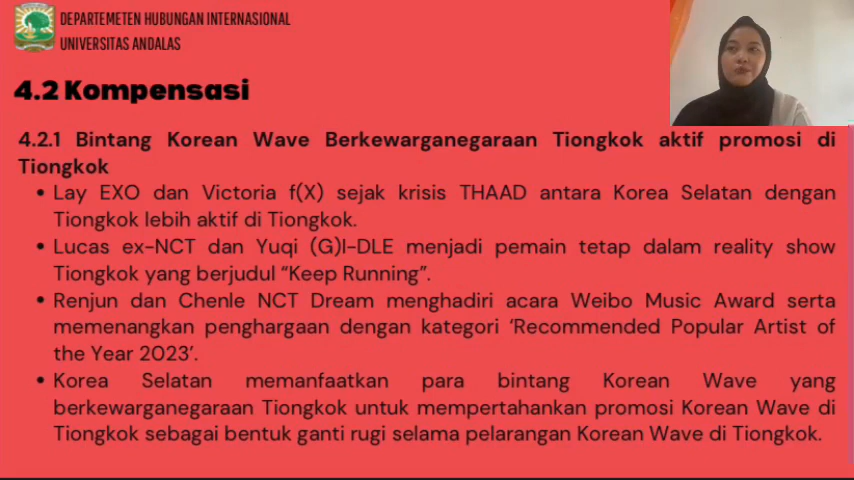 DEPARTEMETEN HUBUNGAN INTERNASIONAL
UNIVERSITAS ANDALAS
4.2 Kompensasi
4.2.1 Bintang Korean Wave Berkewarganegaraan Tiongkok aktif promosi di
Tiongkok
• Lay EXO dan Victoria f(X) sejak krisis THAAD antara Korea Selatan dengan
Tiongkok lebih aktif di Tiongkok.
• Lucas ex-NCT dan Yuqi (G)I-DLE menjadi pemain tetap dalam reality show
Tiongkok yang berjudul “Keep Running”.
• Renjun dan Chenle NCT Dream menghadiri acara Weibo Music Award serta
memenangkan penghargaan dengan kategori ‘Recommended Popular Artist of
the Year 2023’.
• Korea Selatan memanfaatkan para bintang Korean Wave yang
berkewarganegaraan Tiongkok untuk mempertahankan promosi Korean Wave di
Tiongkok sebagai bentuk ganti rugi selama pelarangan Korean Wave di Tiongkok.